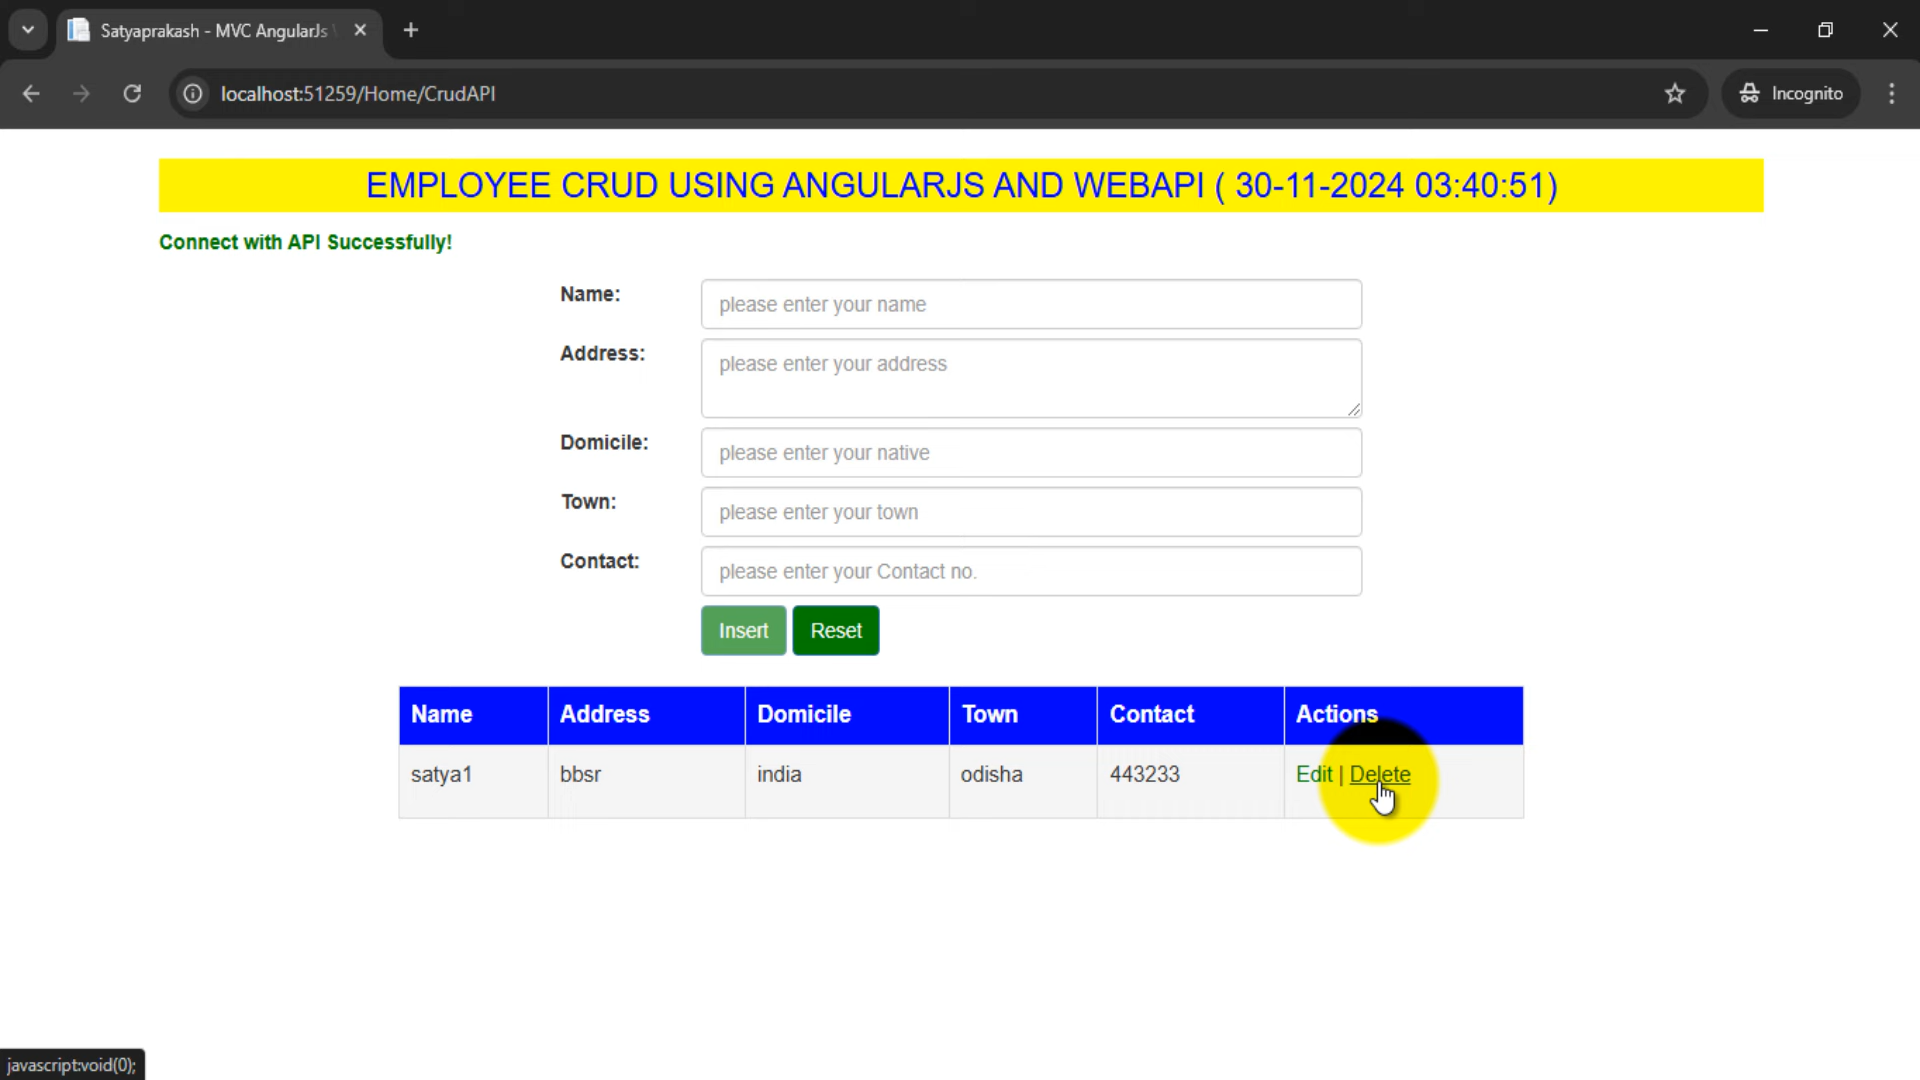 Satyaprakash - MVC AngularJs
localhost:51259/Home/CrudAPI
Incognito
EMPLOYEE CRUD USING ANGULARJS AND WEBAPI ( 30-11-2024 03:40:51)
Connect with API Successfully!
Name: please enter your name
Address: please enter your address
Domicile: please enter your native
Town: please enter your town
Contact: please enter your Contact no.
Insert Reset
Name Address Domicile Town Contact Actions
satya1 bbsr india odisha 443233 Edit | Delete
javascript:void(0);